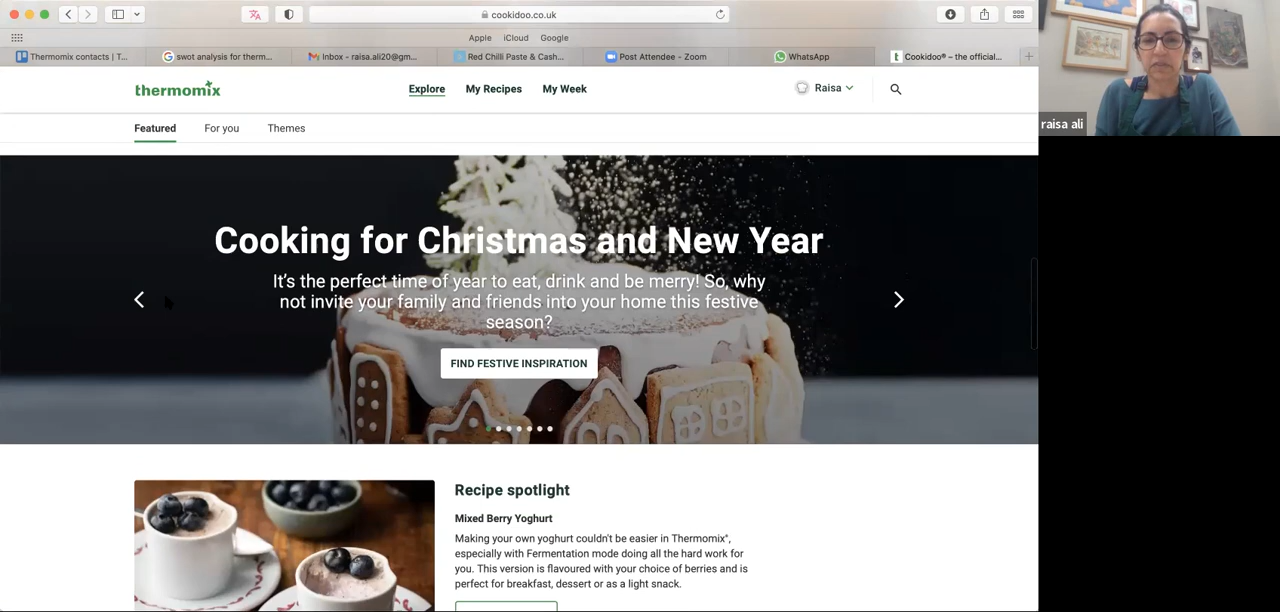 cookidoo.co.uk
Apple iCloud Google
Thermomix contacts | T...
swot analysis for therm...
Inbox - raisa.ali20@gm...
Red Chilli Paste & Cash...
Post Attendee - Zoom
WhatsApp
Cookidoo® – the official...
thermomix
Explore
My Recipes
My Week
Raisa
Featured
For you
Themes
raisa ali
Cooking for Christmas and New Year
It's the perfect time of year to eat, drink and be merry! So, why
not invite your family and friends into your home this festive
season?
FIND FESTIVE INSPIRATION
Recipe spotlight
Mixed Berry Yoghurt
Making your own yoghurt couldn't be easier in Thermomix®,
especially with Fermentation mode doing all the hard work for
you. This version is flavoured with your choice of berries and is
perfect for breakfast, dessert or as a light snack.